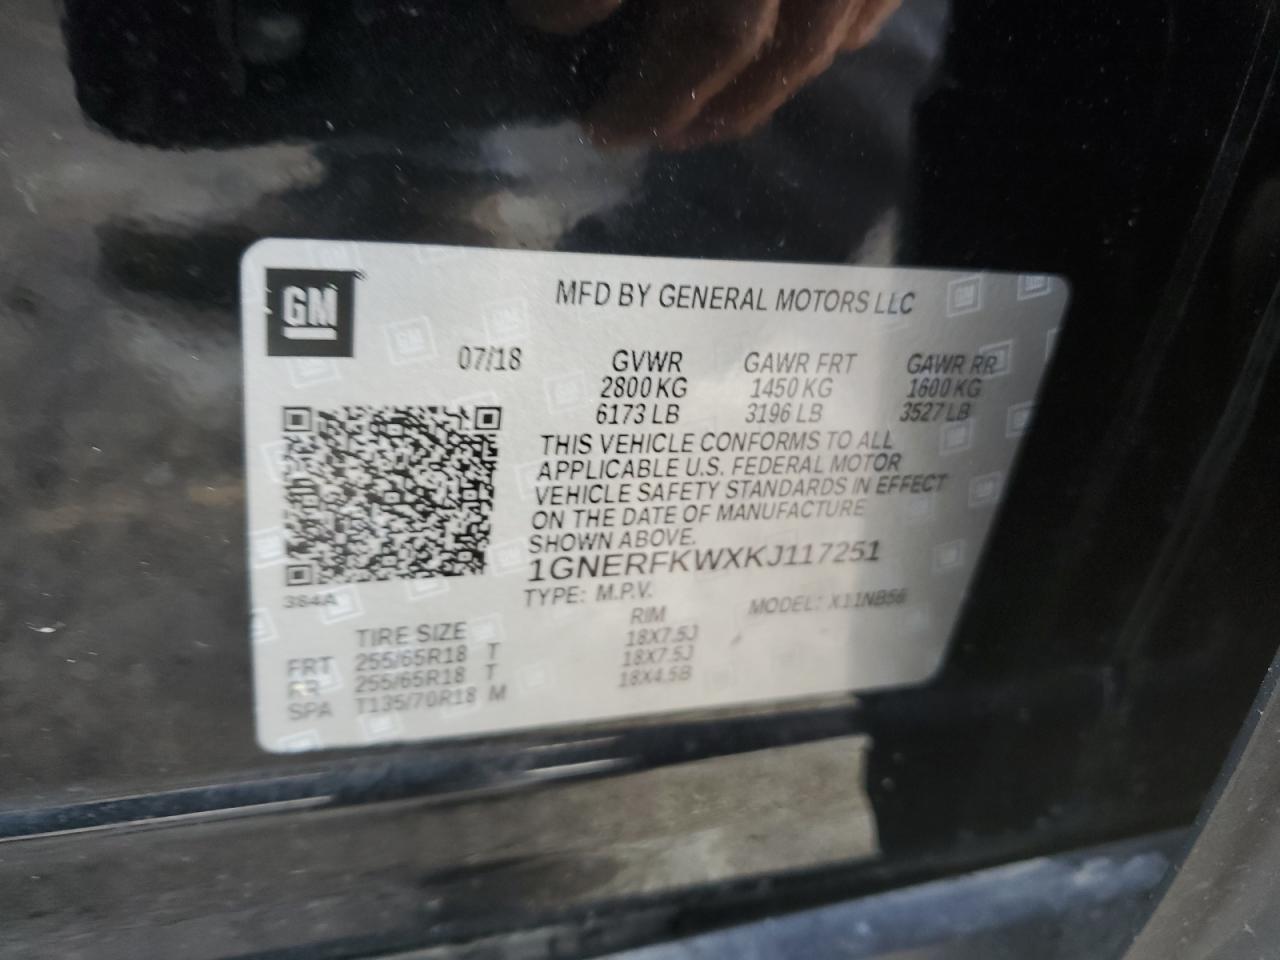 GM
MFD BY GENERAL MOTORS LLC
07/18 GVWR GAWR FRT GAWR RR
2800 KG 1450 KG 1600 KG
6173 LB 3196 LB 3527 LB
THIS VEHICLE CONFORMS TO ALL
APPLICABLE U.S. FEDERAL MOTOR
VEHICLE SAFETY STANDARDS IN EFFECT
ON THE DATE OF MANUFACTURE
SHOWN ABOVE.
1GNERFKWXKJ117251
384A
TYPE: M.P.V. MODEL: X11NB56
TIRE SIZE RIM
FRT 255/65R18 T 18X7.5J
RR 255/65R18 T 18X7.5J
SPA T135/70R18 M 18X4.5B